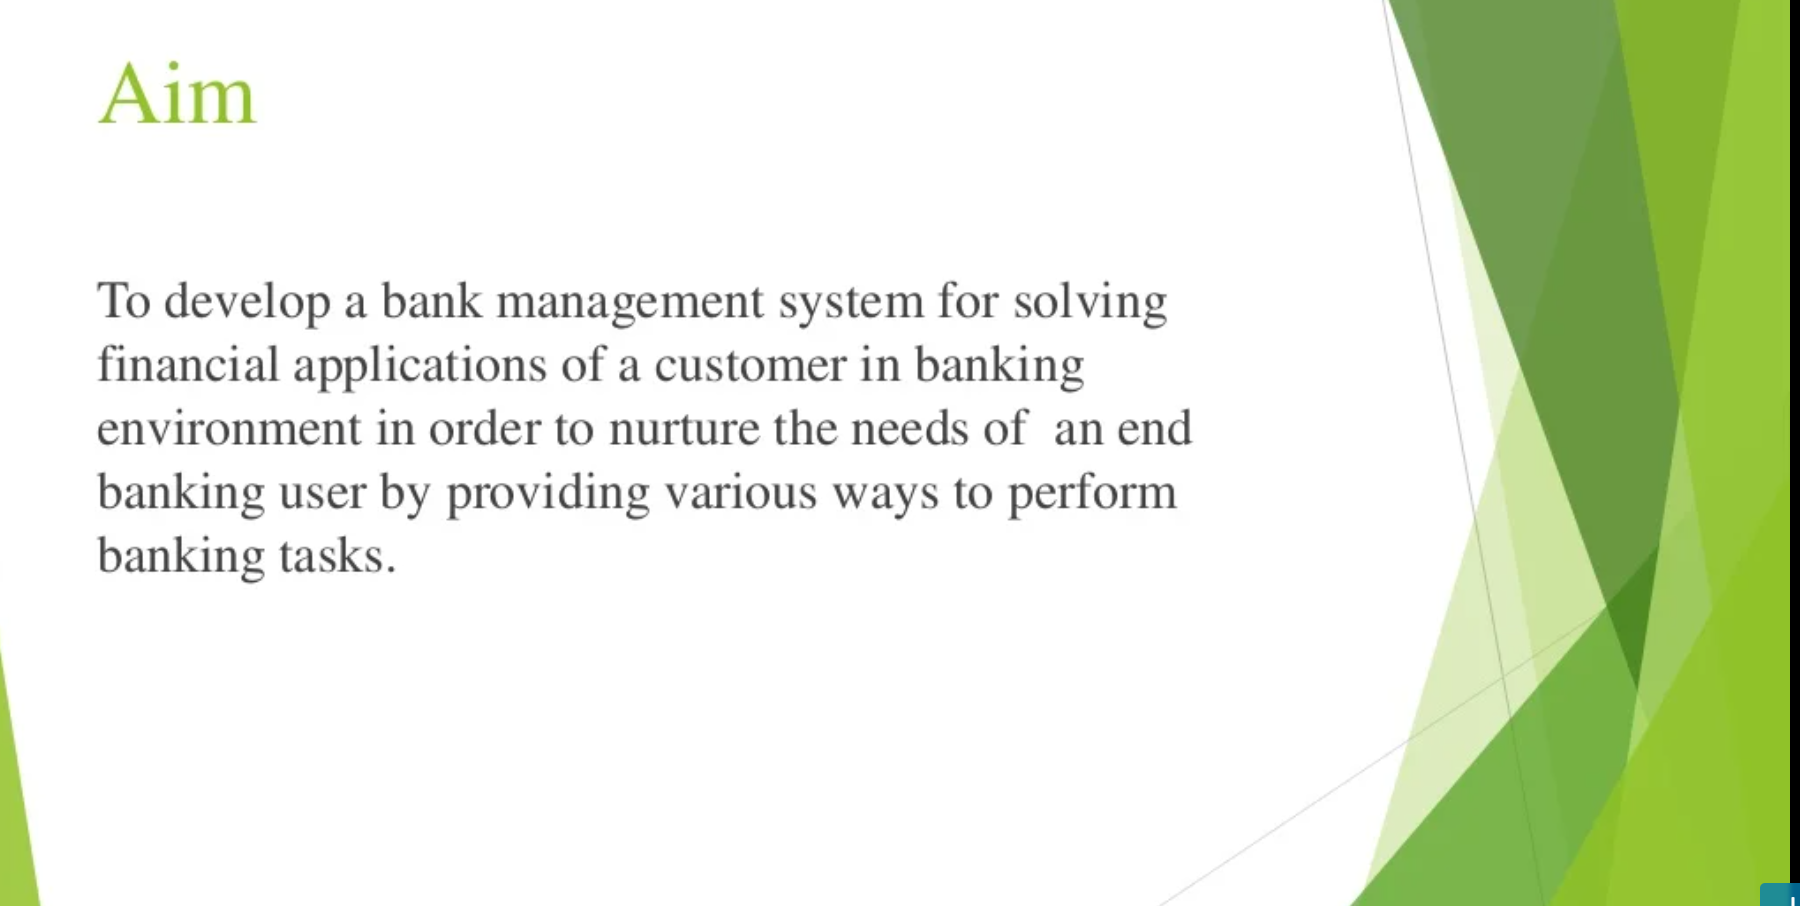 Aim
To develop a bank management system for solving
financial applications of a customer in banking
environment in order to nurture the needs of  an end
banking user by providing various ways to perform
banking tasks.